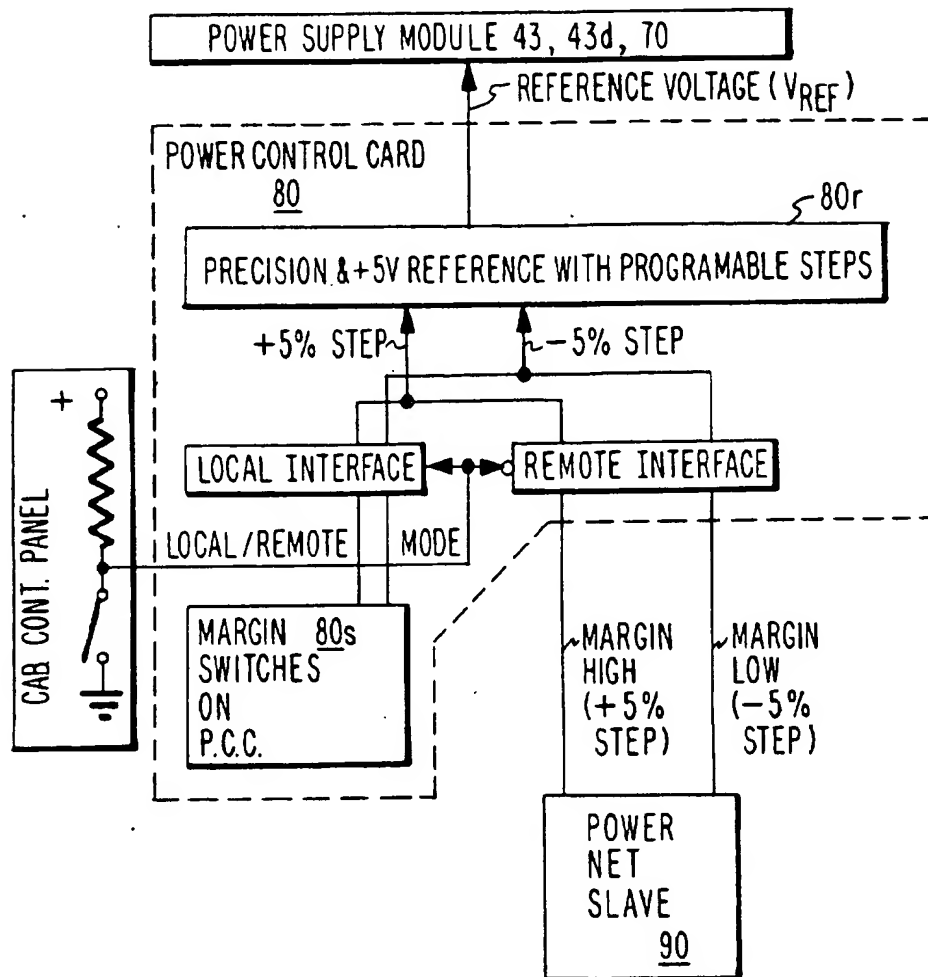 POWER SUPPLY MODULE 43, 43d, 70
REFERENCE VOLTAGE (VREF)
POWER CONTROL CARD
80
80r
PRECISION &+5V REFERENCE WITH PROGRAMABLE STEPS
+5% STEP
-5% STEP
+
CAB CONT. PANEL
LOCAL INTERFACE
REMOTE INTERFACE
LOCAL/REMOTE MODE
MARGIN 80s
SWITCHES
ON
P.C.C.
MARGIN
HIGH
(+5%
STEP)
MARGIN
LOW
(-5%
STEP)
POWER
NET
SLAVE
90